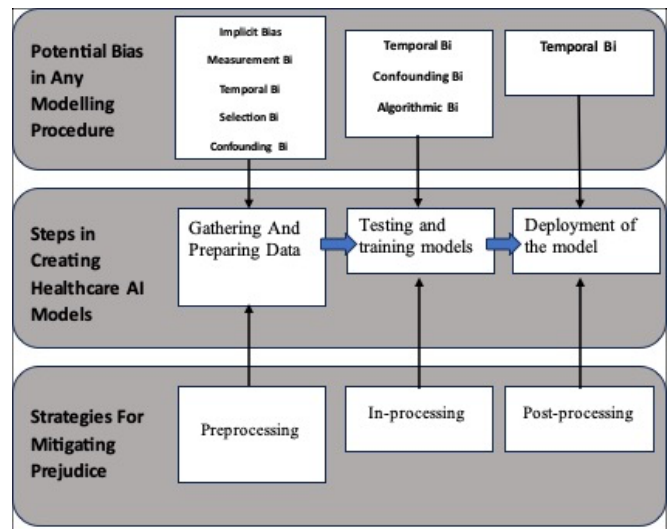 Potential Bias
in Any
Modelling
Procedure
Implicit Bias
Measurement Bi
Temporal Bi
Selection Bi
Confounding Bi
Temporal Bi
Confounding Bi
Algorithmic Bi
Temporal Bi
Steps in
Creating
Healthcare AI
Models
Gathering And
Preparing Data
Testing and
training models
Deployment of
the model
Strategies For
Mitigating
Prejudice
Preprocessing
In-processing
Post-processing